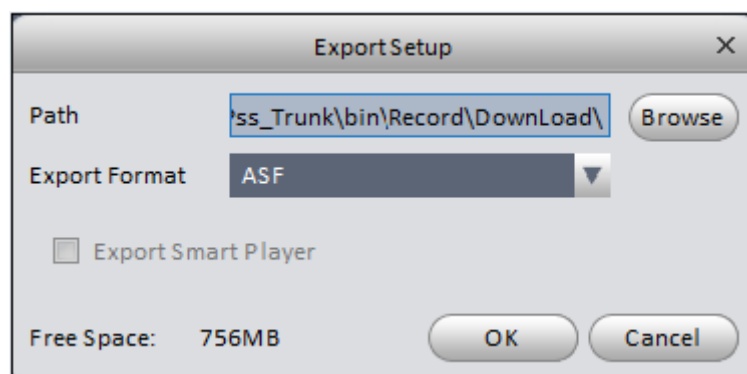 Export Setup
Path ss_Trunk\bin\Record\DownLoad\ Browse
Export Format ASF
Export Smart Player
Free Space: 756MB OK Cancel